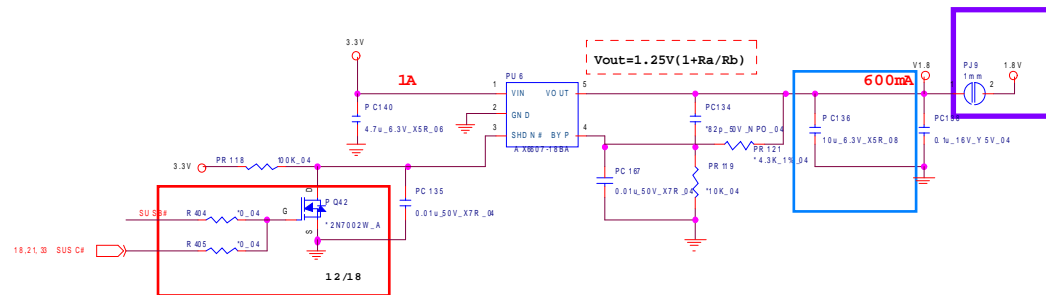 3.3V
Vout=1.25V(1+Ra/Rb)
1A
PU6
1 VIN VOUT 5
2 GND
3 SHDN# BYP 4
AX6607-18BA
PC140
4.7u_6.3V_X5R_06
PC134
*82p_50V_NPO_04
PR121
*4.3K_1%_04
PR119
*10K_04
PC167
0.01u_50V_X7R_04
600mA
V1.8
PJ9
1mm
1 2
1.8V
PC136
10u_6.3V_X5R_08
0.1u_16V_Y5V_04
3.3V
PR118
100K_04
PC135
0.01u_50V_X7R_04
D
G
S
PQ42
*2N7002W_A
SUSB#
R404
*0_04
R405
*0_04
18,21,33 SUSC#
12/18